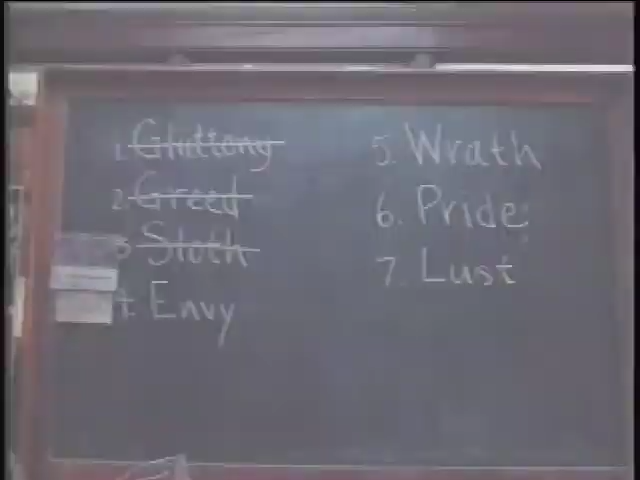 1. Gluttony
2. Greed
3 Sloth
4. Envy
5. Wrath
6. Pride
7. Lust